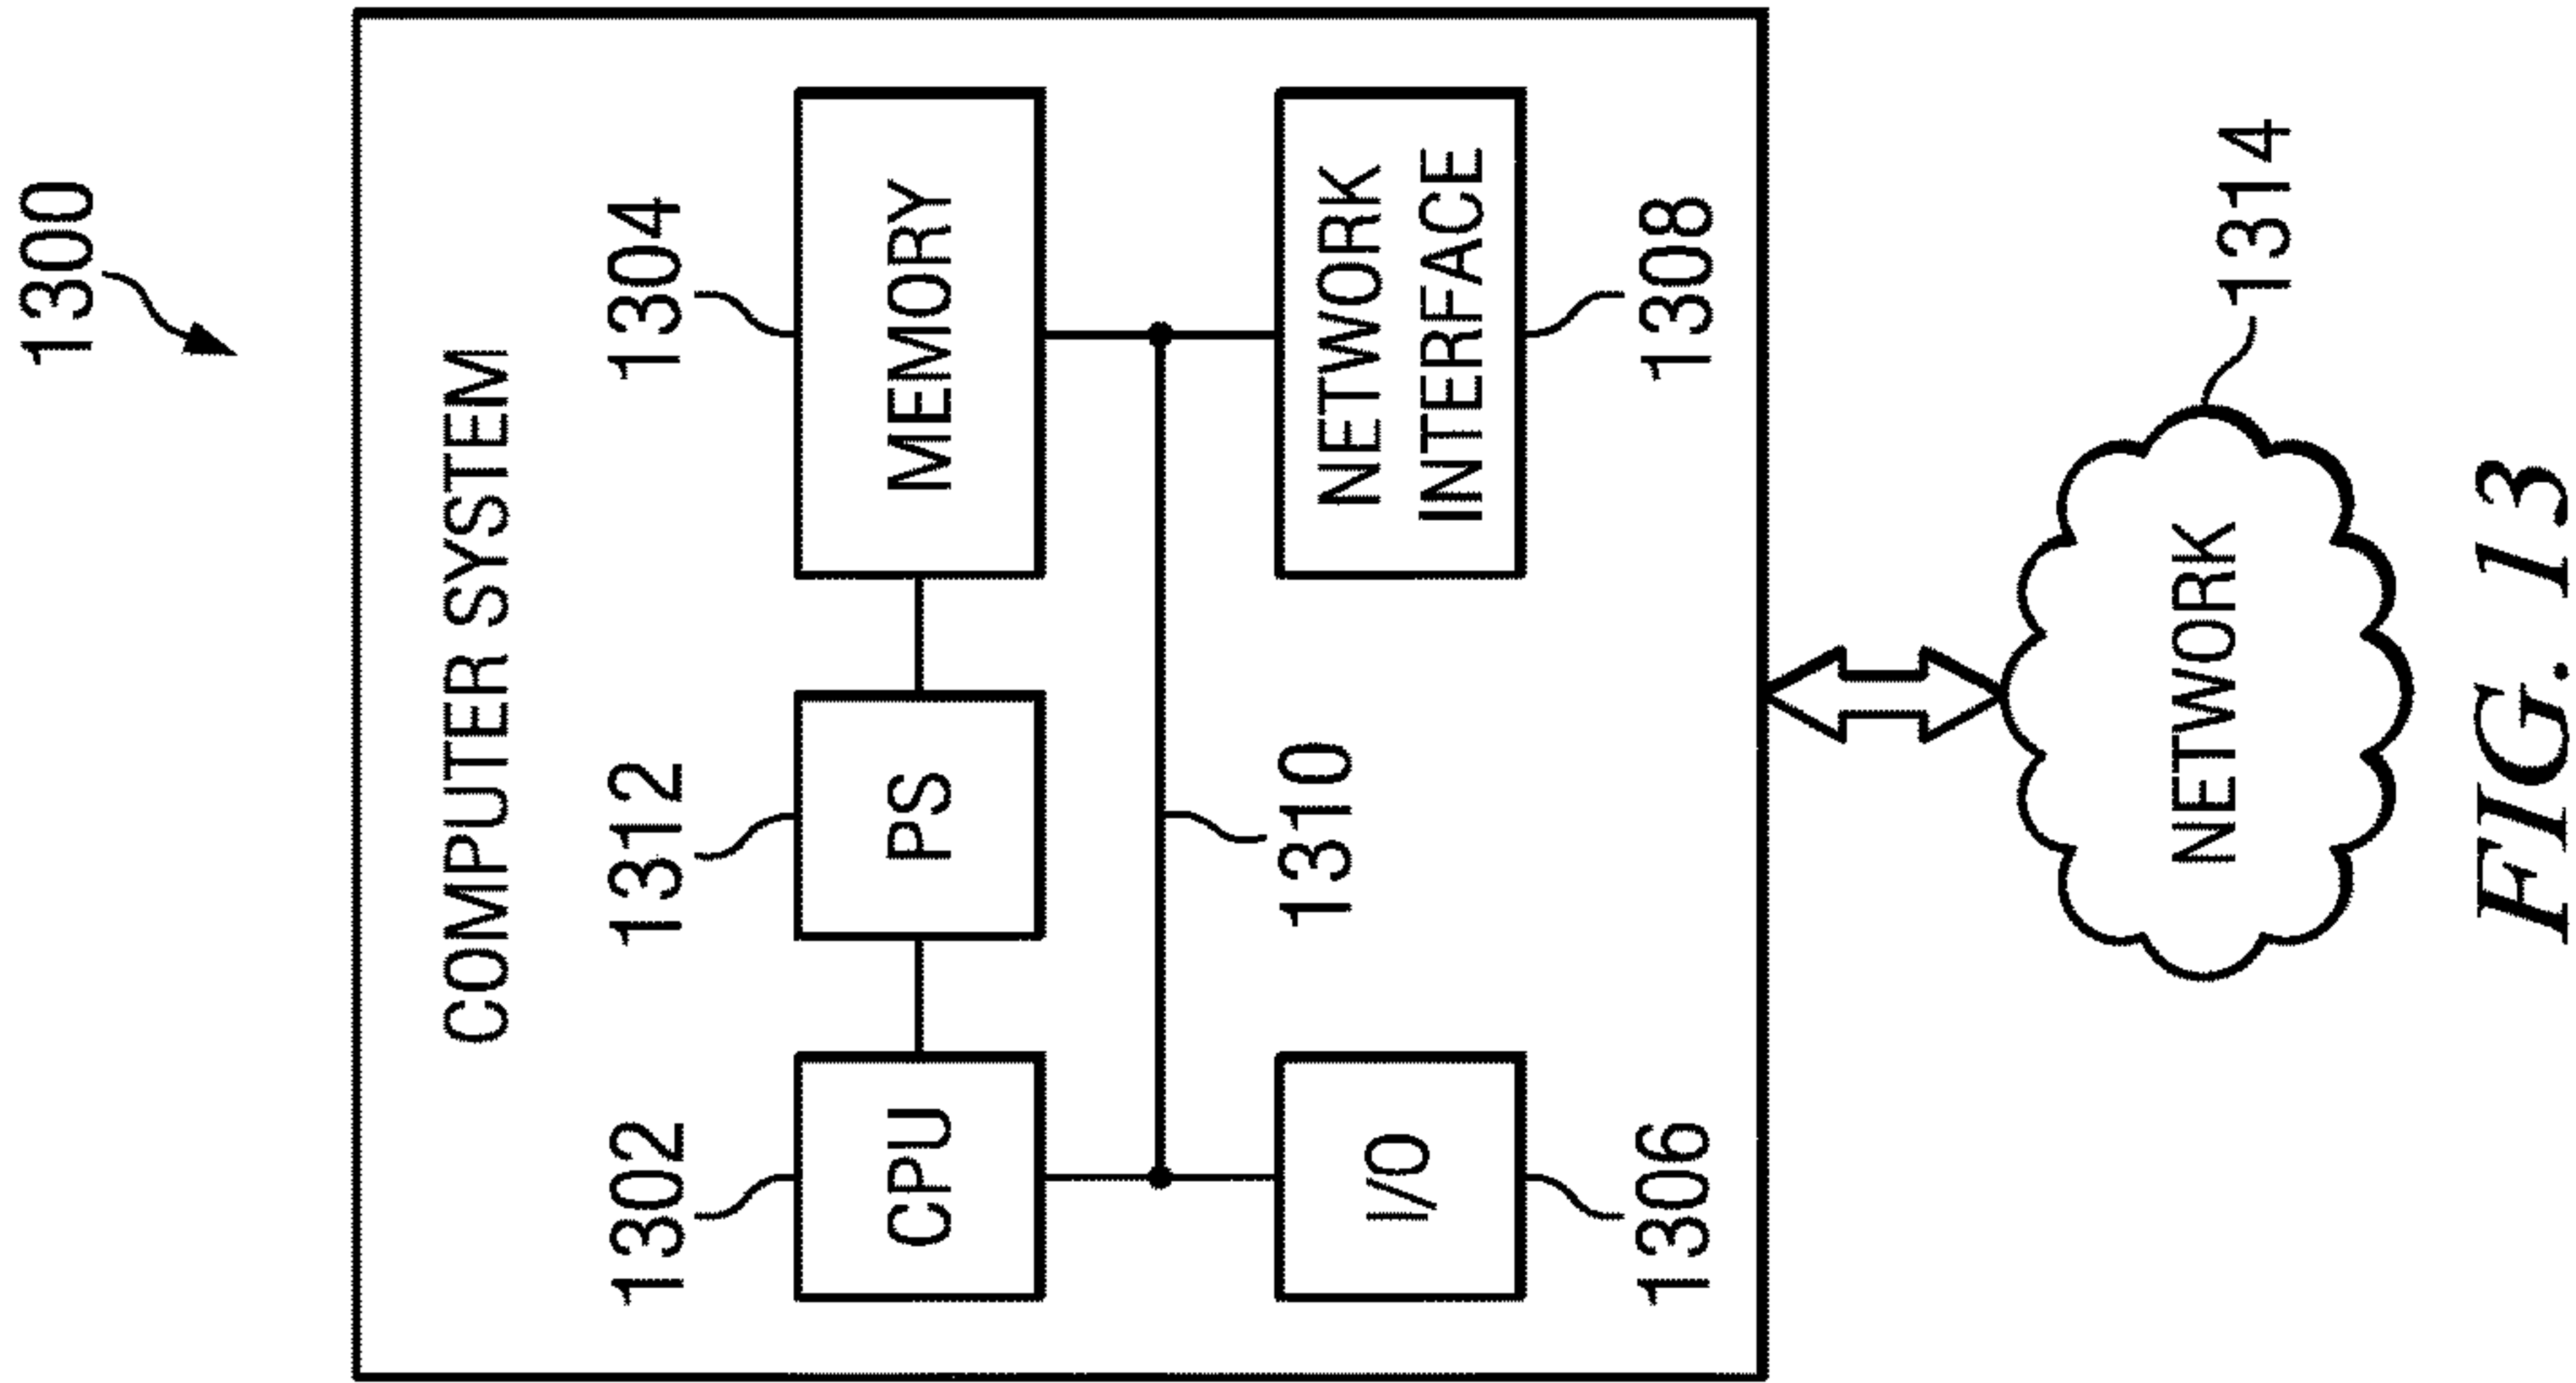 1300
COMPUTER SYSTEM
1302
1312
1304
CPU
PS
MEMORY
1310
I/O
NETWORK
INTERFACE
1306
1308
NETWORK
1314
FIG. 13